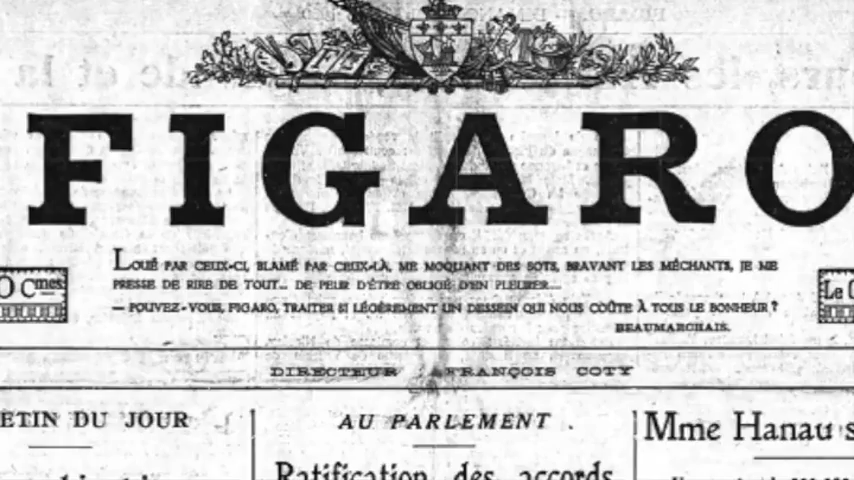 FIGARO
0 Cmes
LOUÉ PAR CEUX-CI, BLAMÉ PAR CEUX-LÀ, ME MOQUANT DES SOTS, BRAVANT LES MÉCHANTS, JE ME
PRESSE DE RIRE DE TOUT... DE PEUR D'ÊTRE OBLIGÉ D'EN PLEURER...
— POUVEZ-VOUS, FIGARO, TRAITER SI LÉGÈREMENT UN DESSEIN QUI NOUS COÛTE À TOUS LE BONHEUR?
BEAUMARCHAIS.
Le
DIRECTEUR FRANÇOIS COTY
ETIN DU JOUR
AU PARLEMENT.
Mme Hanau s
Ratification des accords